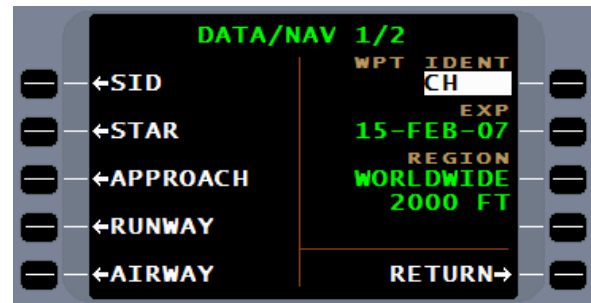 DATA/NAV 1/2
WPT IDENT
←SID CH
EXP
←STAR 15-FEB-07
REGION
←APPROACH WORLDWIDE
2000 FT
←RUNWAY
←AIRWAY RETURN→